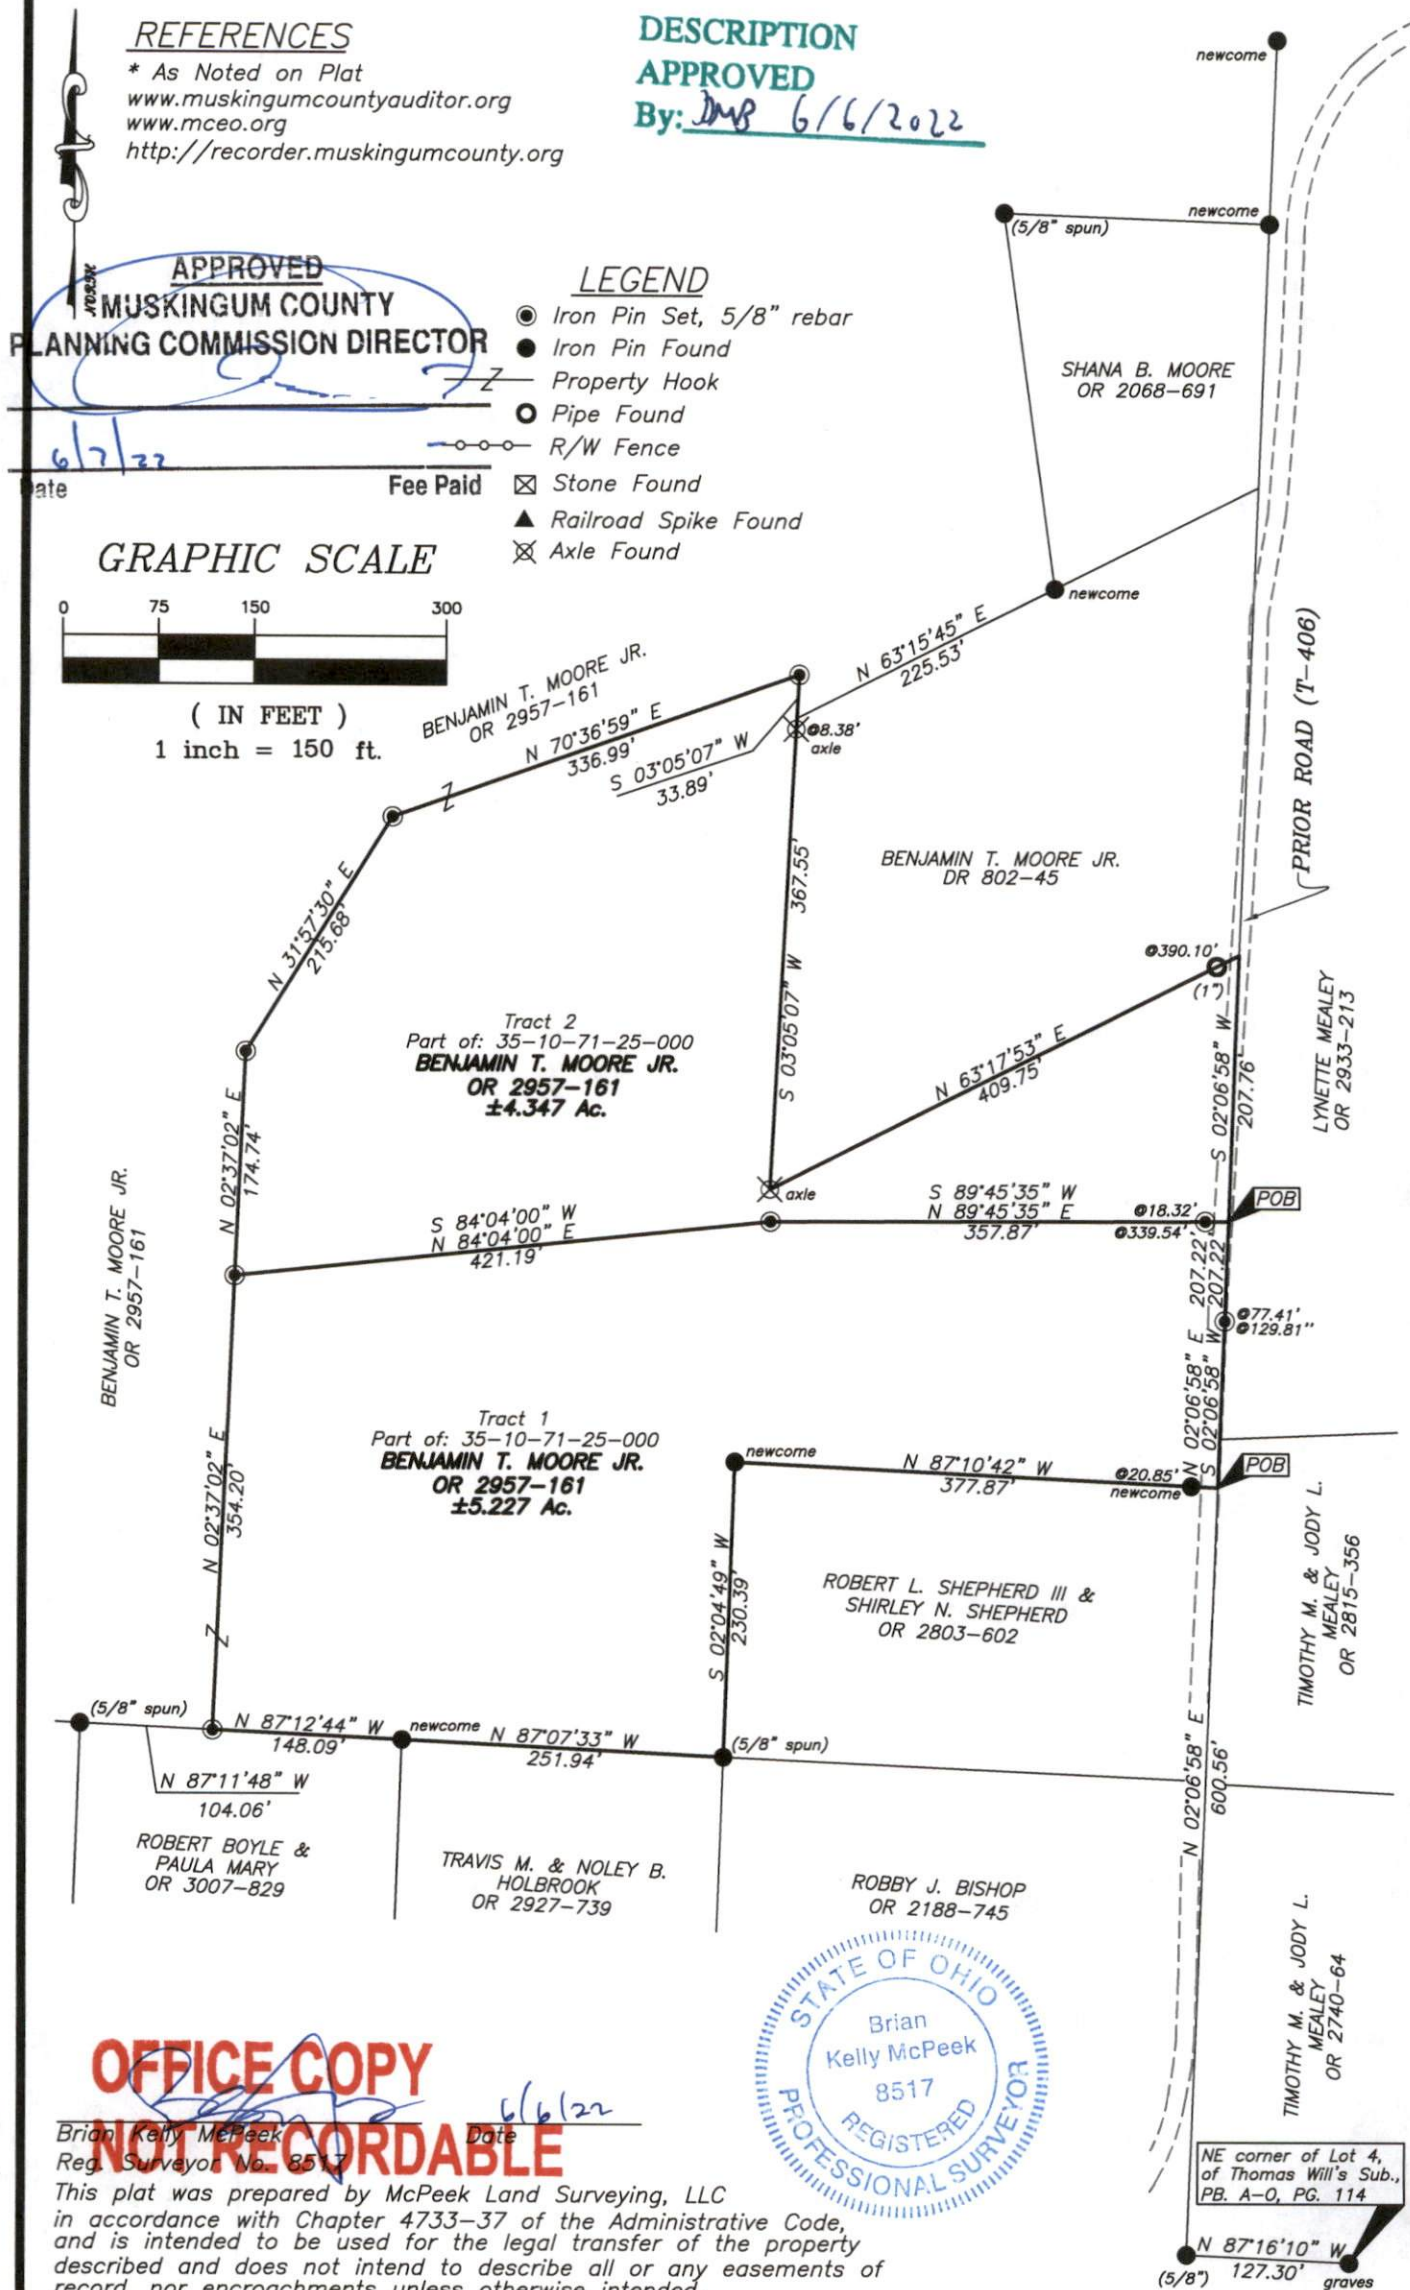 REFERENCES
* As Noted on Plat
www.muskingumcountyauditor.org
www.mceo.org
http://recorder.muskingumcounty.org
DESCRIPTION
APPROVED
By: DMB 6/6/2022
NORTH
APPROVED
MUSKINGUM COUNTY
PLANNING COMMISSION DIRECTOR
6/7/22
Date
Fee Paid
LEGEND
Iron Pin Set, 5/8" rebar
Iron Pin Found
Z Property Hook
Pipe Found
R/W Fence
Stone Found
Railroad Spike Found
Axle Found
GRAPHIC SCALE
0 75 150 300
( IN FEET )
1 inch = 150 ft.
newcome
newcome
(5/8" spun)
SHANA B. MOORE
OR 2068-691
newcome
N 63°15'45" E
225.53'
BENJAMIN T. MOORE JR.
OR 2957-161
N 70°36'59" E
336.99'
Z
S 03°05'07" W
33.89'
@8.38'
axle
PRIOR ROAD (T-406)
367.55'
S 03°05'07" W
BENJAMIN T. MOORE JR.
DR 802-45
N 31°57'30" E
215.68'
@390.10'
(1")
LYNETTE MEALEY
OR 2933-213
S 02°06'58" W
207.76'
N 63°17'53" E
409.75'
Tract 2
Part of: 35-10-71-25-000
BENJAMIN T. MOORE JR.
OR 2957-161
±4.347 Ac.
N 02°37'02" E
174.74'
axle
S 89°45'35" W
N 89°45'35" E
357.87'
@18.32'
@339.54'
POB
S 84°04'00" W
N 84°04'00" E
421.19'
BENJAMIN T. MOORE JR.
OR 2957-161
N 02°06'58" E 207.22'
S 02°06'58" W 207.22'
@77.41'
@129.81"
Tract 1
Part of: 35-10-71-25-000
BENJAMIN T. MOORE JR.
OR 2957-161
±5.227 Ac.
N 02°37'02" E
354.20'
Z
newcome
N 87°10'42" W
377.87'
@20.85'
newcome
POB
TIMOTHY M. & JODY L.
MEALEY
OR 2815-356
S 02°04'49" W
230.39'
ROBERT L. SHEPHERD III &
SHIRLEY N. SHEPHERD
OR 2803-602
(5/8" spun)
N 87°12'44" W
148.09'
newcome
N 87°07'33" W
251.94'
(5/8" spun)
N 87°11'48" W
104.06'
N 02°06'58" E
600.56'
ROBERT BOYLE &
PAULA MARY
OR 3007-829
TRAVIS M. & NOLEY B.
HOLBROOK
OR 2927-739
ROBBY J. BISHOP
OR 2188-745
TIMOTHY M. & JODY L.
MEALEY
OR 2740-64
STATE OF OHIO
Brian
Kelly McPeek
8517
REGISTERED
PROFESSIONAL SURVEYOR
OFFICE COPY
NOT RECORDABLE
6/6/22
Brian Kelly McPeek
Date
Reg. Surveyor No. 8517
This plat was prepared by McPeek Land Surveying, LLC
in accordance with Chapter 4733-37 of the Administrative Code,
and is intended to be used for the legal transfer of the property
described and does not intend to describe all or any easements of
record, nor encroachments unless otherwise intended
NE corner of Lot 4,
of Thomas Will's Sub.,
PB. A-O, PG. 114
N 87°16'10" W
127.30'
(5/8")
graves